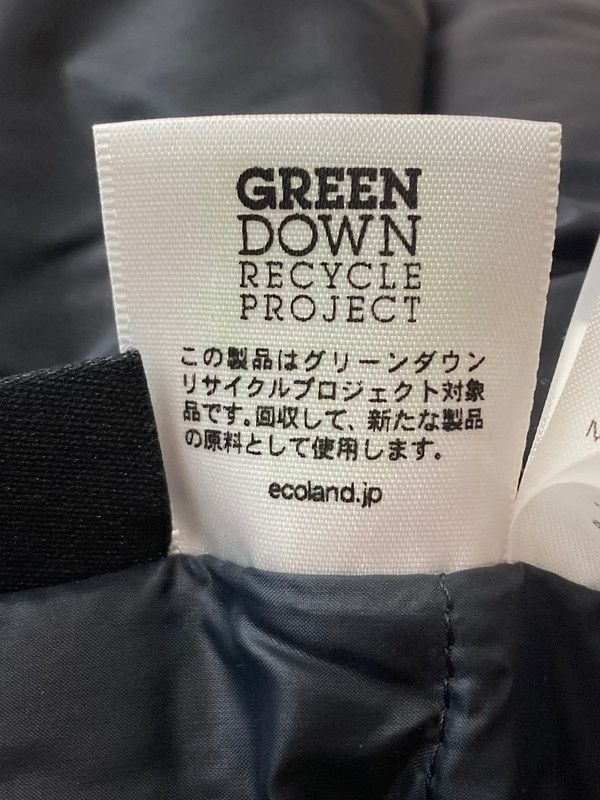 GREEN
DOWN
RECYCLE
PROJECT
この製品はグリーンダウン
リサイクルプロジェクト対象
品です。回収して、新たな製品
の原料として使用します。
ecoland.jp